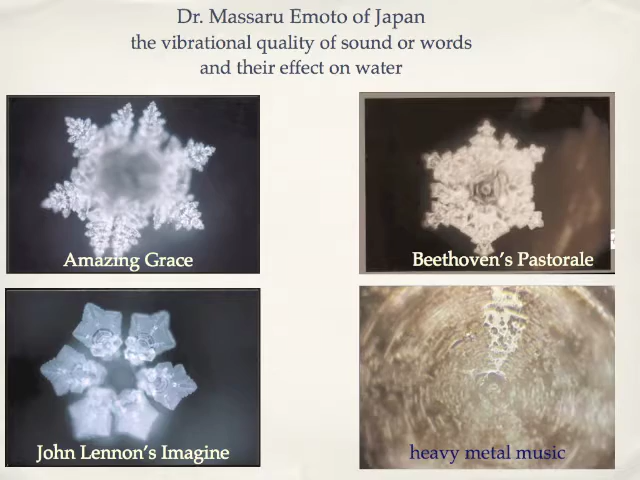 Dr. Massaru Emoto of Japan
the vibrational quality of sound or words
and their effect on water
Amazing Grace
Beethoven's Pastorale
John Lennon's Imagine
heavy metal music